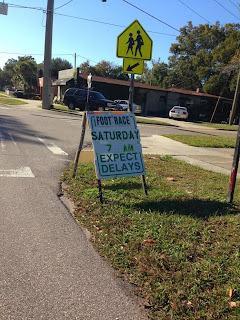 FOOT RACE
SATURDAY
7 AM
EXPECT
DELAYS